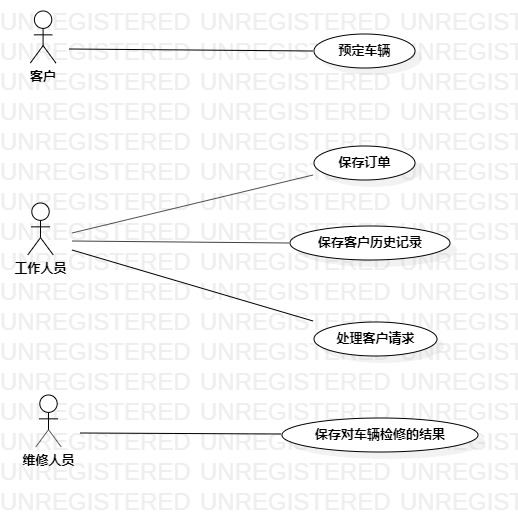 客户
预定车辆
保存订单
工作人员
保存客户历史记录
处理客户请求
维修人员
保存对车辆检修的结果
UNREGISTERED UNREGISTERED UNREGISTERED